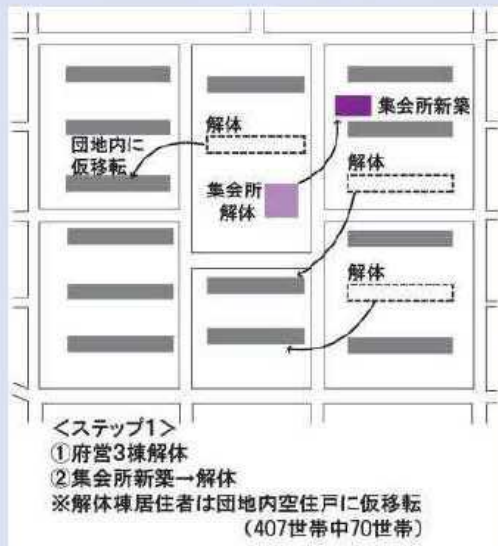 集会所新築
解体
団地内に
仮移転
解体
集会所
解体
解体
<ステップ1>
①府営3棟解体
②集会所新築→解体
※解体棟居住者は団地内空住戸に仮移転
(407世帯中70世帯)